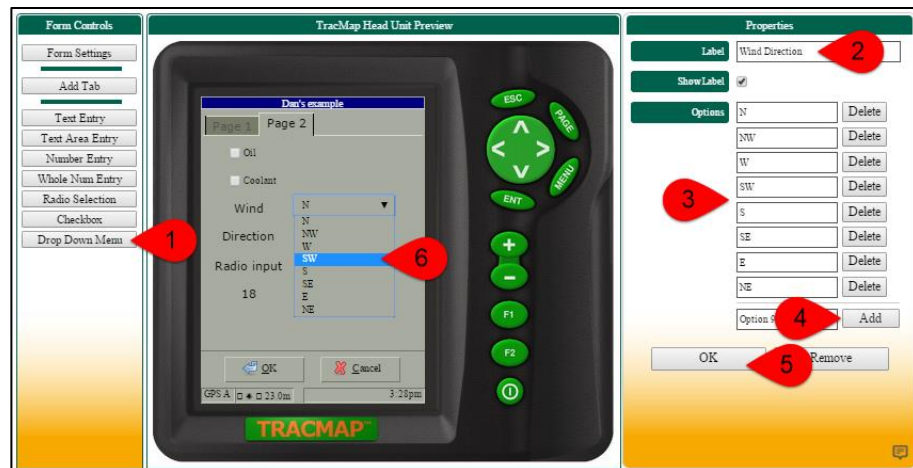 Form Controls
Form Settings
Add Tab
Text Entry
Text Area Entry
Number Entry
Whole Num Entry
Radio Selection
Checkbox
Drop Down Menu
1
TracMap Head Unit Preview
Dan's example
Page 1 Page 2
Oil
Coolant
Wind
Direction
N
N
NW
W
SW
S
SE
E
NE
6
Radio input
18
OK Cancel
GPS A 23.0m 3:28pm
TRACMAP
ESC
PAGE
MENU
ENT
+
−
F1
F2
Properties
Label Wind Direction
2
Show Label
Options N Delete
NW Delete
W Delete
SW Delete
3
S Delete
SE Delete
E Delete
NE Delete
Option 9 4 Add
OK 5 Remove